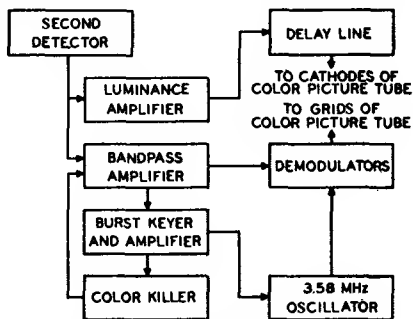 SECOND
DETECTOR
DELAY LINE
TO CATHODES OF
COLOR PICTURE TUBE
LUMINANCE
AMPLIFIER
TO GRIDS OF
COLOR PICTURE TUBE
BANDPASS
AMPLIFIER
DEMODULATORS
BURST KEYER
AND AMPLIFIER
COLOR KILLER
3.58 MHz
OSCILLATOR